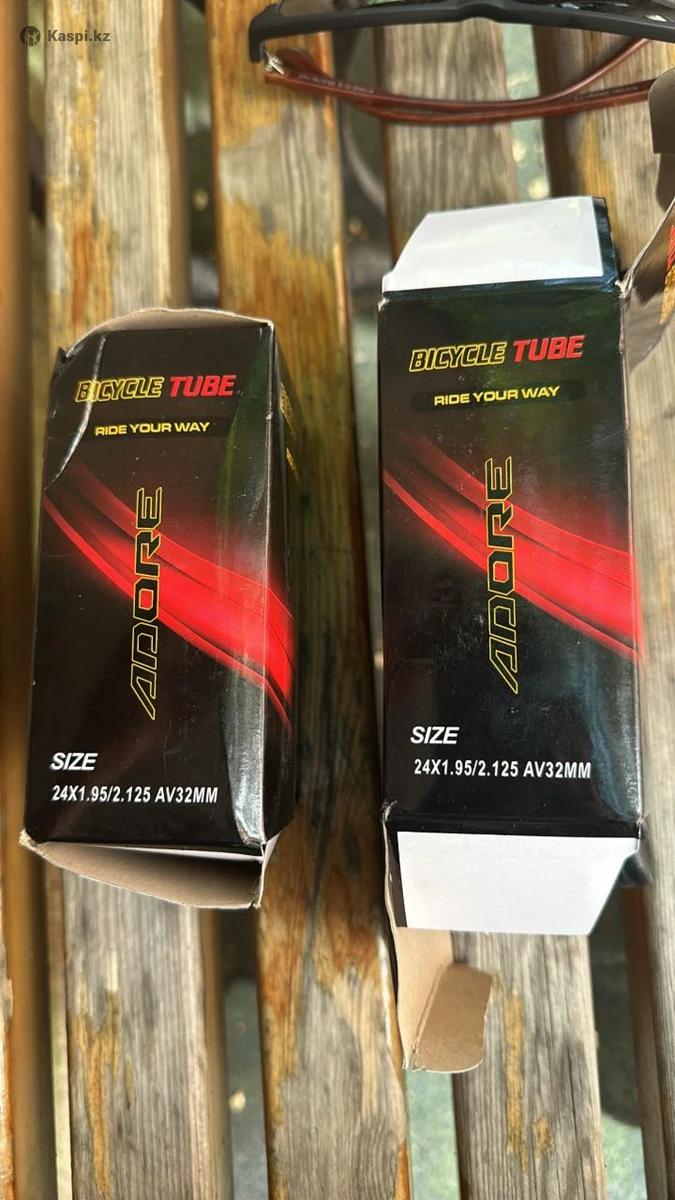 Kaspi.kz
BICYCLE TUBE
RIDE YOUR WAY
ADORE
SIZE
24X1.95/2.125 AV32MM
BICYCLE TUBE
RIDE YOUR WAY
ADORE
SIZE
24X1.95/2.125 AV32MM